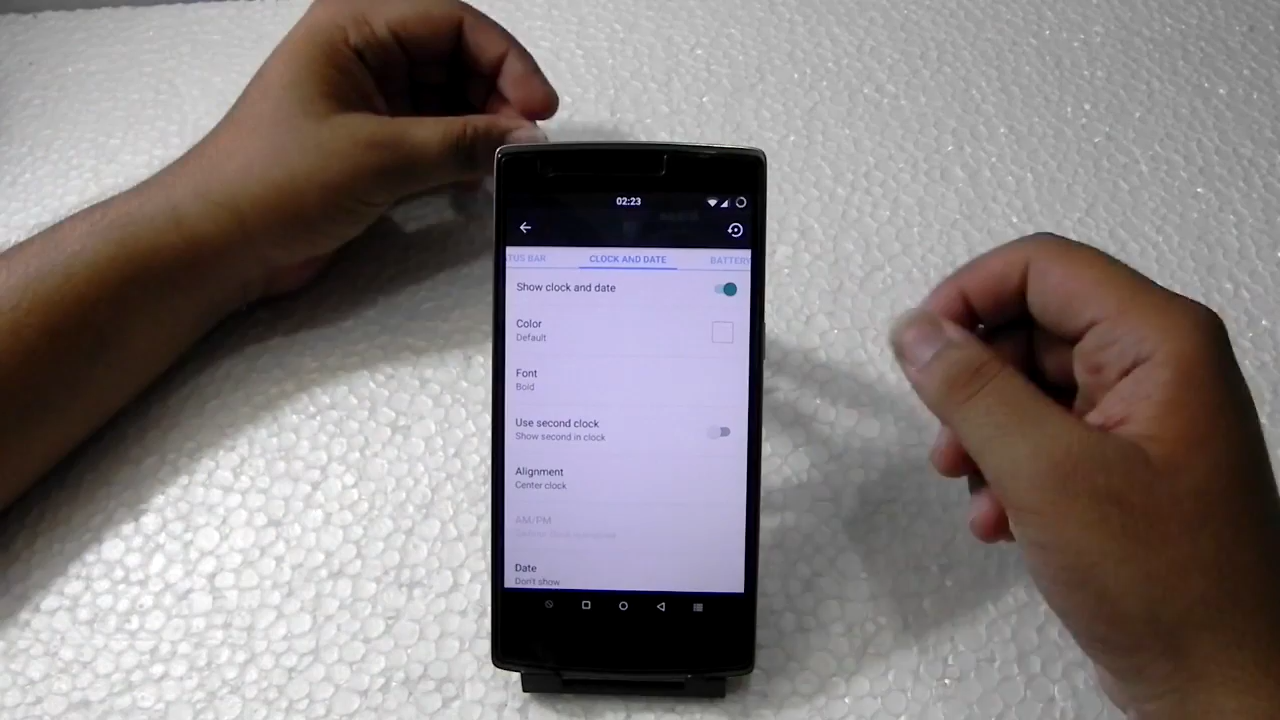 02:23
TUS BAR CLOCK AND DATE BATTERY
Show clock and date
Color
Default
Font
Bold
Use second clock
Show second in clock
Alignment
Center clock
AM/PM
Date
Don't show